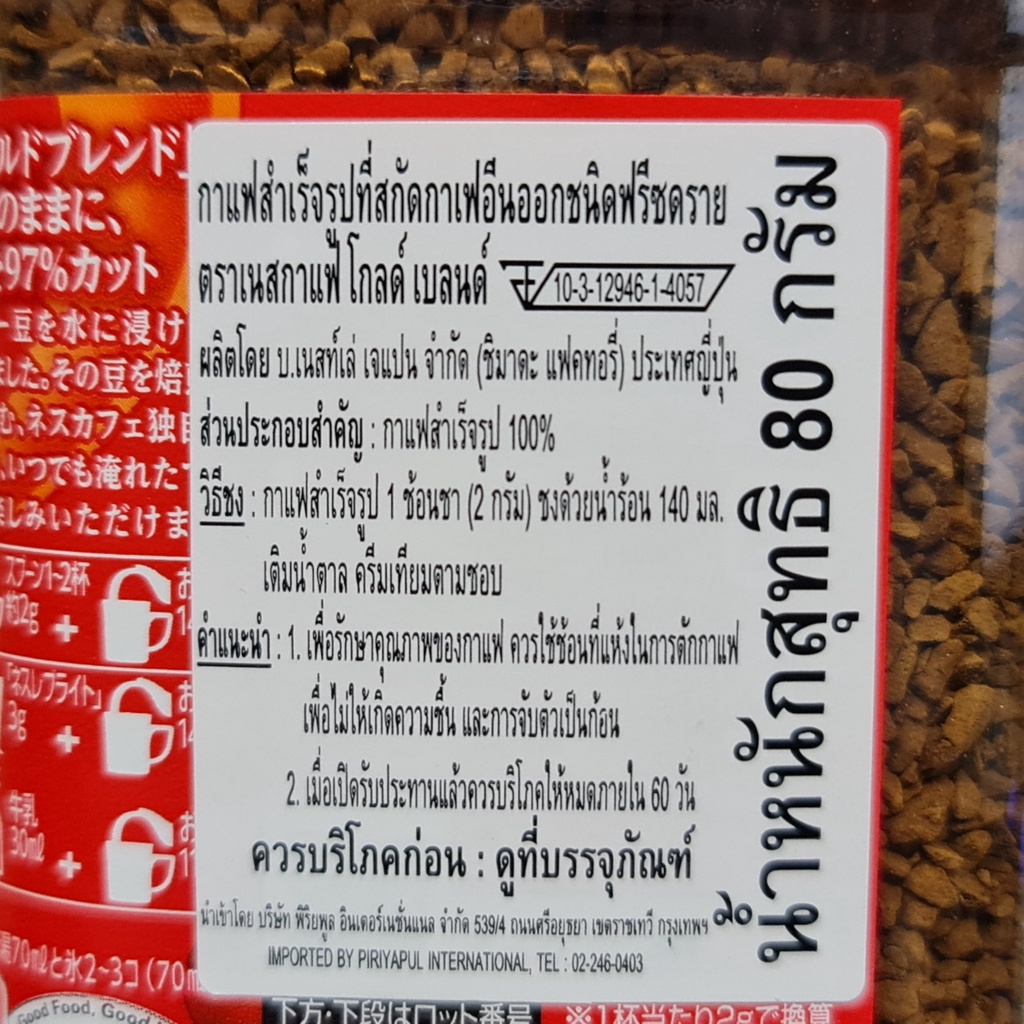 ルドブレンド
のままに、
97%カット
ー豆を水に浸け
ました。その豆を焙
む、ネスカフェ独自
いつでも淹れた
楽しみいただけま
スプーン1~2杯
約2g
+
「ネスレブライト」
3g
+
牛乳
30ml
+
湯70mlと氷2~3コ(70m
Good Food, Good
กาแฟสำเร็จรูปที่สกัดกาเฟอีนออกชนิดฟรีซดราย
ตราเนสกาแฟ โกลด์ เบลนด์ 10-3-12946-1-4057
ผลิตโดย บ.เนสท์เล่ เจแปน จำกัด (ชิมาดะ แฟคทอรี่) ประเทศญี่ปุ่น
ส่วนประกอบสำคัญ : กาแฟสำเร็จรูป 100%
วิธีชง : กาแฟสำเร็จรูป 1 ช้อนชา (2 กรัม) ชงด้วยน้ำร้อน 140 มล.
เติมน้ำตาล ครีมเทียมตามชอบ
คำแนะนำ : 1. เพื่อรักษาคุณภาพของกาแฟ ควรใช้ช้อนที่แห้งในการตักกาแฟ
เพื่อไม่ให้เกิดความชื้น และการจับตัวเป็นก้อน
2. เมื่อเปิดรับประทานแล้วควรบริโภคให้หมดภายใน 60 วัน
ควรบริโภคก่อน : ดูที่บรรจุภัณฑ์
นำเข้าโดย บริษัท พิริยพูล อินเตอร์เนชั่นแนล จำกัด 539/4 ถนนศรีอยุธยา เขตราชเทวี กรุงเทพฯ
IMPORTED BY PIRIYAPUL INTERNATIONAL, TEL : 02-246-0403
น้ำหนักสุทธิ 80 กรัม
下方・下段はロット番号 ※1杯当たり2gで換算